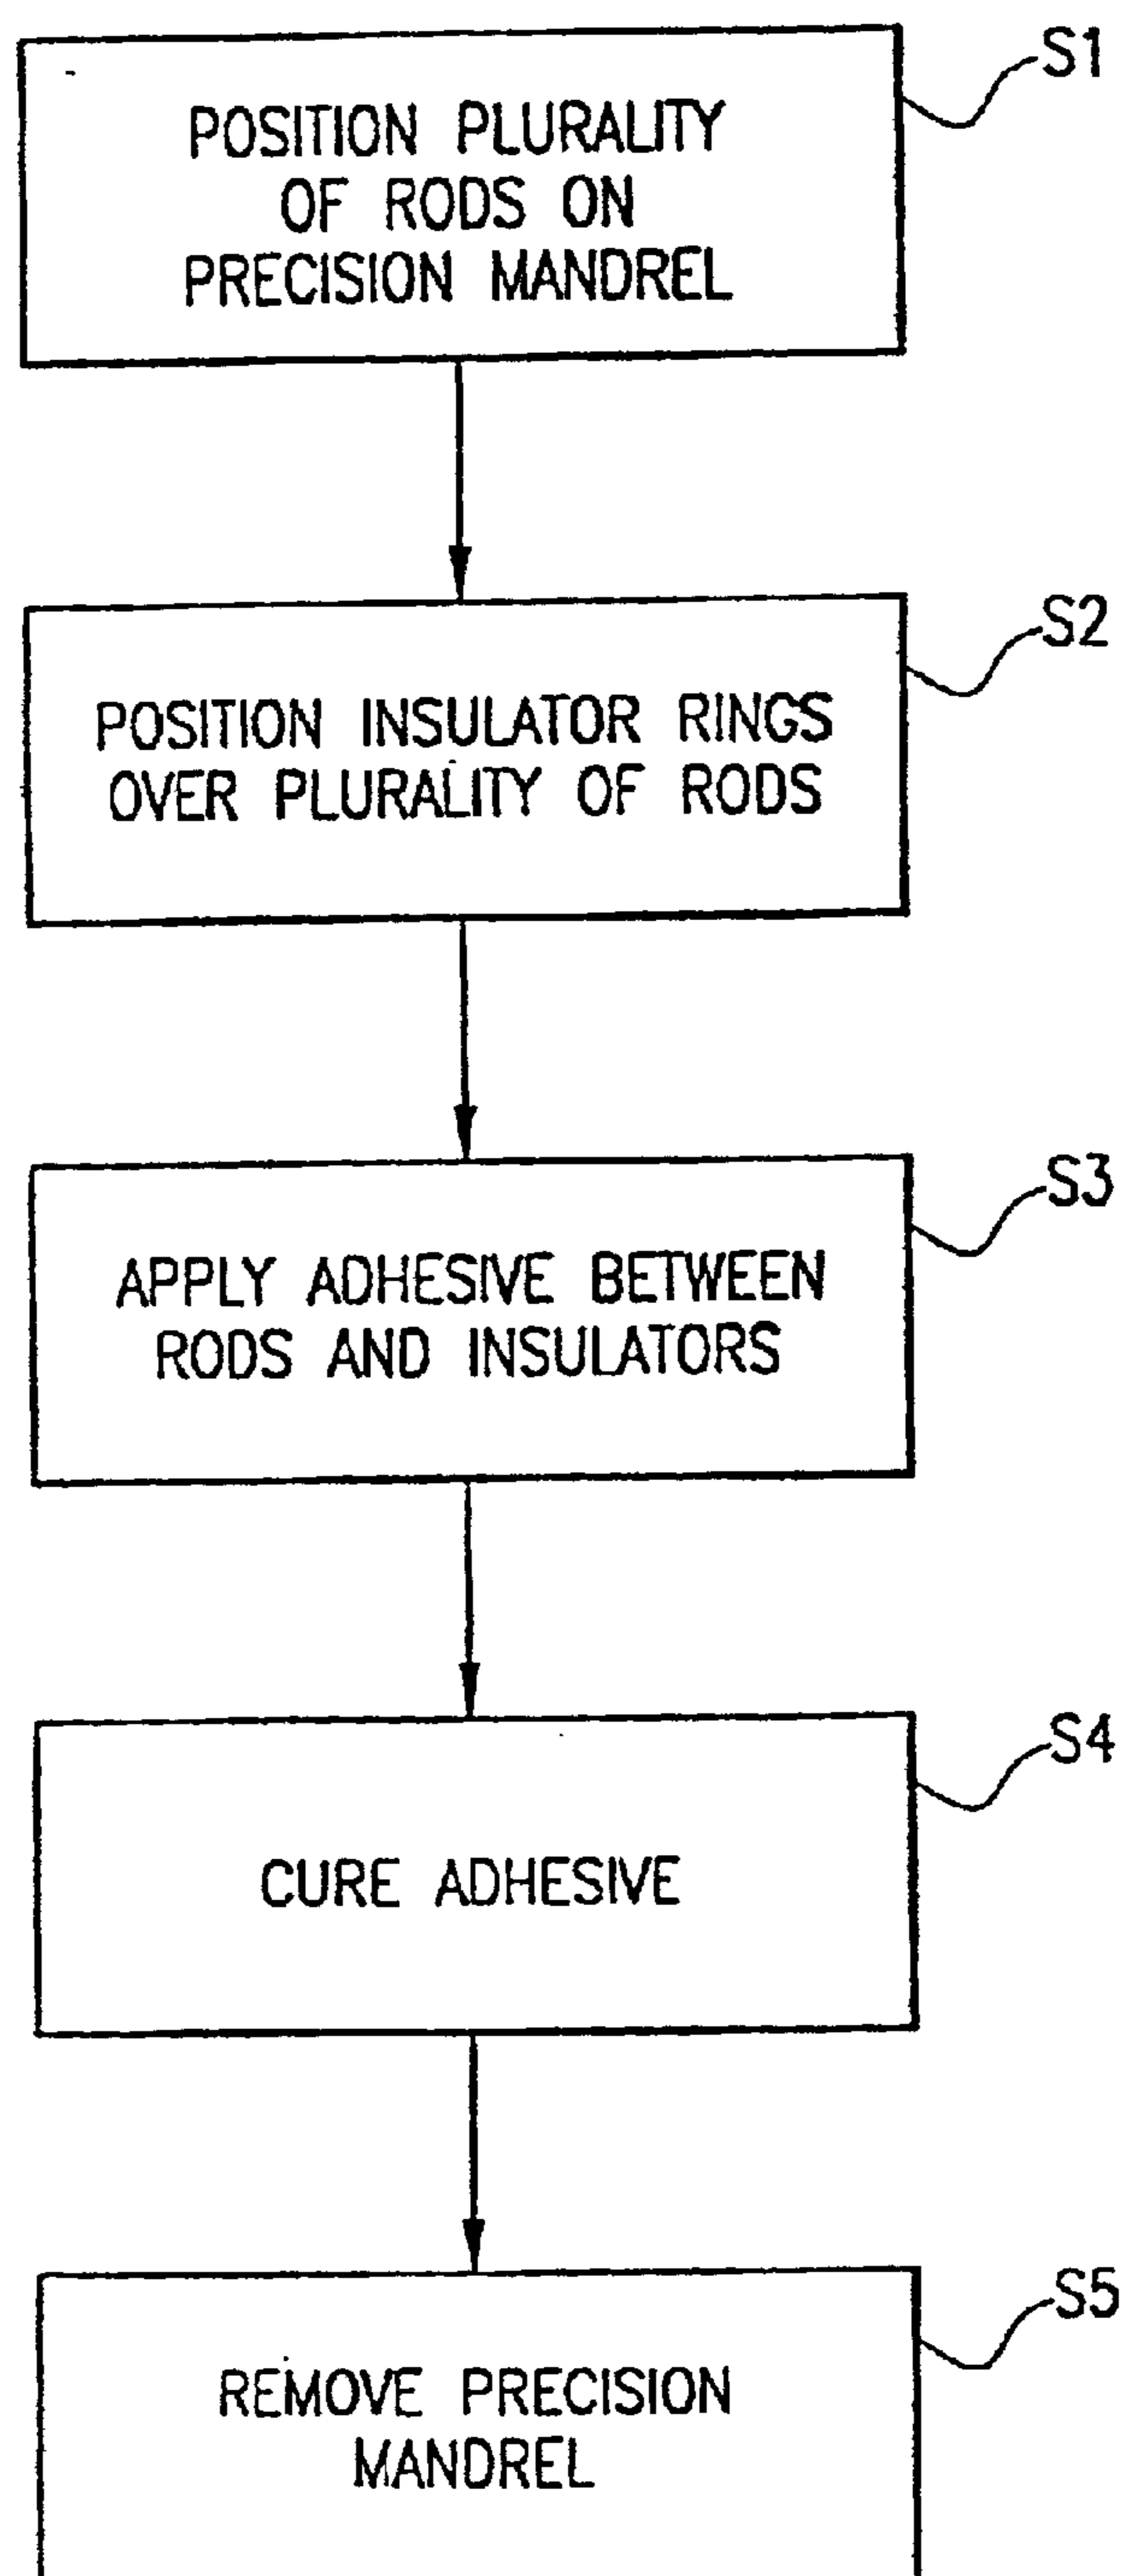 S1
POSITION PLURALITY
OF RODS ON
PRECISION MANDREL
S2
POSITION INSULATOR RINGS
OVER PLURALITY OF RODS
S3
APPLY ADHESIVE BETWEEN
RODS AND INSULATORS
S4
CURE ADHESIVE
S5
REMOVE PRECISION
MANDREL